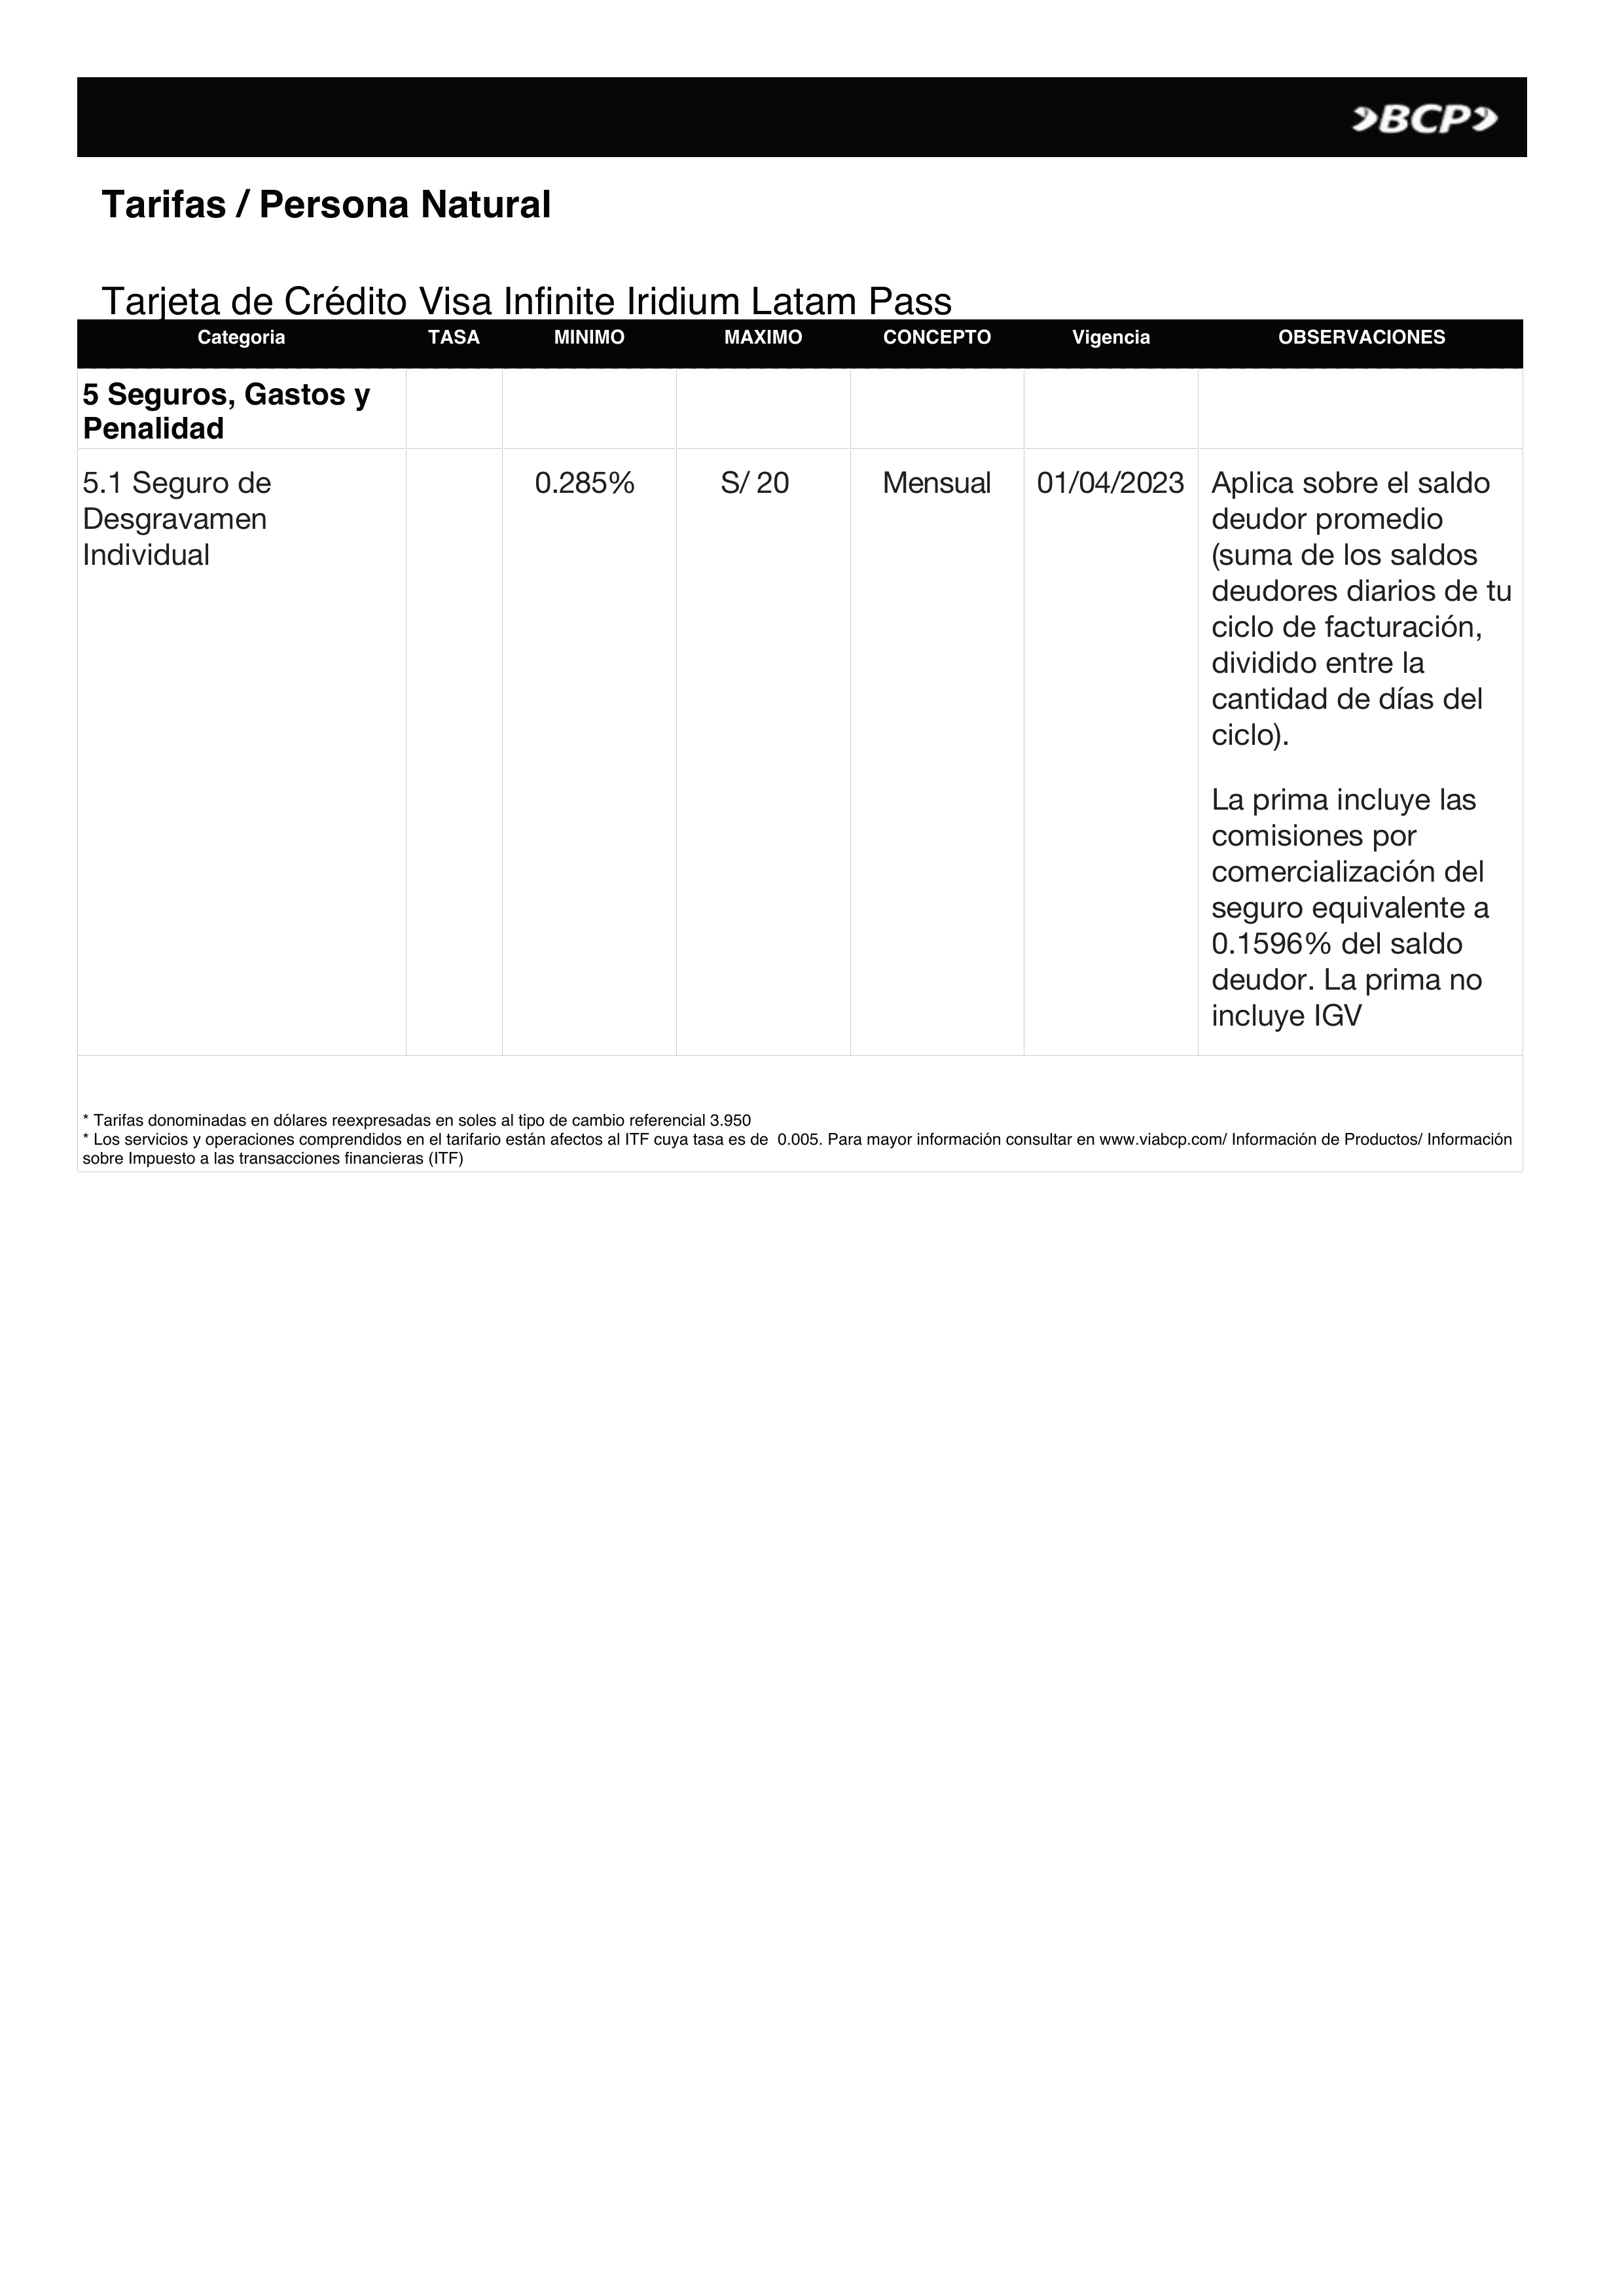 BCP
Tarifas / Persona Natural
Tarjeta de Crédito Visa Infinite Iridium Latam Pass
Categoria TASA MINIMO MAXIMO CONCEPTO Vigencia OBSERVACIONES
5 Seguros, Gastos y
Penalidad
5.1 Seguro de
Desgravamen
Individual
0.285%
S/ 20
Mensual
01/04/2023
Aplica sobre el saldo
deudor promedio
(suma de los saldos
deudores diarios de tu
ciclo de facturación,
dividido entre la
cantidad de días del
ciclo).
La prima incluye las
comisiones por
comercialización del
seguro equivalente a
0.1596% del saldo
deudor. La prima no
incluye IGV
* Tarifas donominadas en dólares reexpresadas en soles al tipo de cambio referencial 3.950
* Los servicios y operaciones comprendidos en el tarifario están afectos al ITF cuya tasa es de 0.005. Para mayor información consultar en www.viabcp.com/ Información de Productos/ Información
sobre Impuesto a las transacciones financieras (ITF)